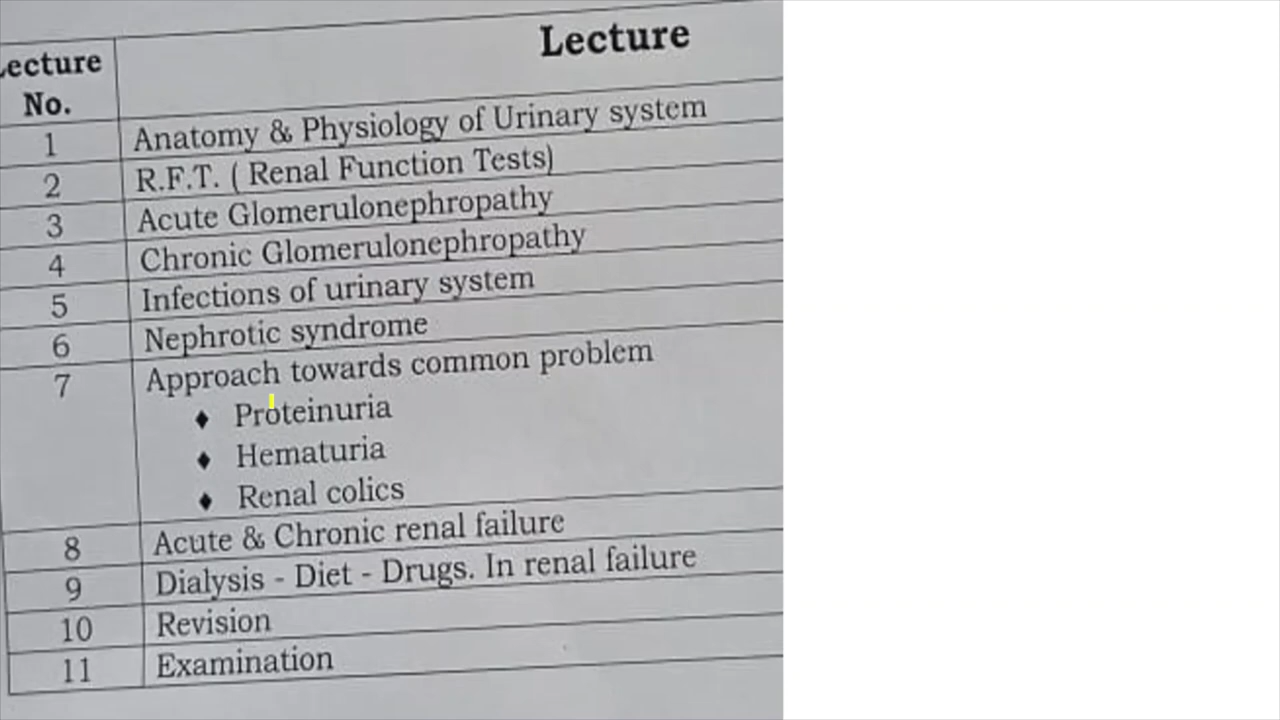 Lecture No. Lecture
1 Anatomy & Physiology of Urinary system
2 R.F.T. ( Renal Function Tests)
3 Acute Glomerulonephropathy
4 Chronic Glomerulonephropathy
5 Infections of urinary system
6 Nephrotic syndrome
7 Approach towards common problem
♦ Proteinuria
♦ Hematuria
♦ Renal colics
8 Acute & Chronic renal failure
9 Dialysis - Diet - Drugs. In renal failure
10 Revision
11 Examination